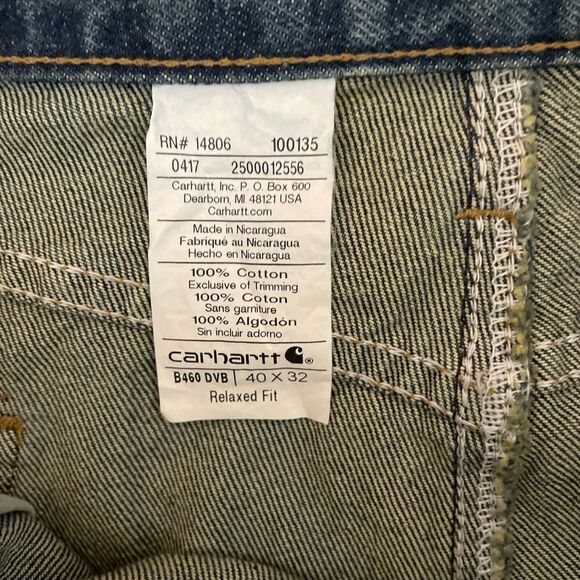 RN# 14806 100135
0417 2500012556
Carhartt, Inc. P. O. Box 600
Dearborn, MI 48121 USA
Carhartt.com
Made in Nicaragua
Fabriqué au Nicaragua
Hecho en Nicaragua
100% Cotton
Exclusive of Trimming
100% Coton
Sans garniture
100% Algodón
Sin incluir adorno
carhartt ®
B460 DVB | 40 X 32
Relaxed Fit